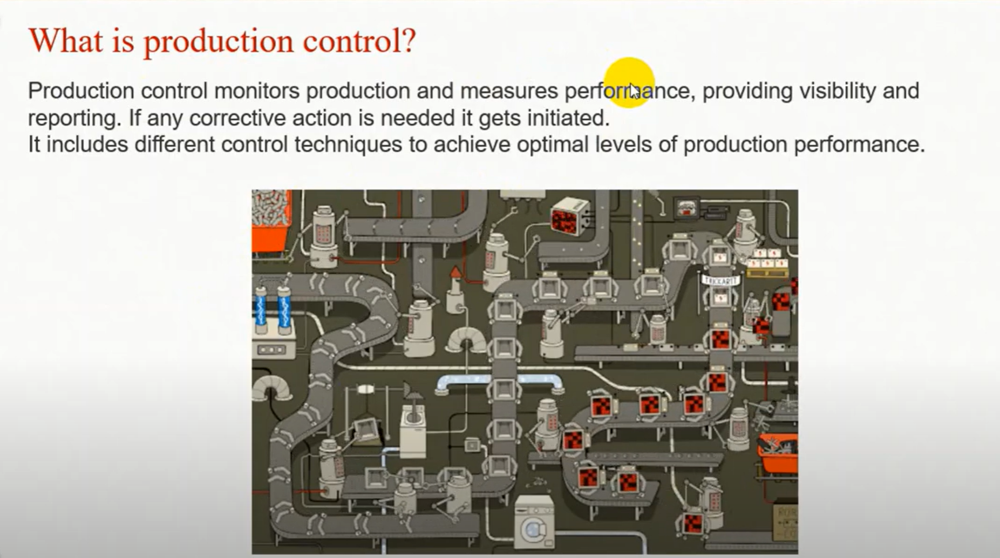 What is production control?
Production control monitors production and measures performance, providing visibility and
reporting. If any corrective action is needed it gets initiated.
It includes different control techniques to achieve optimal levels of production performance.